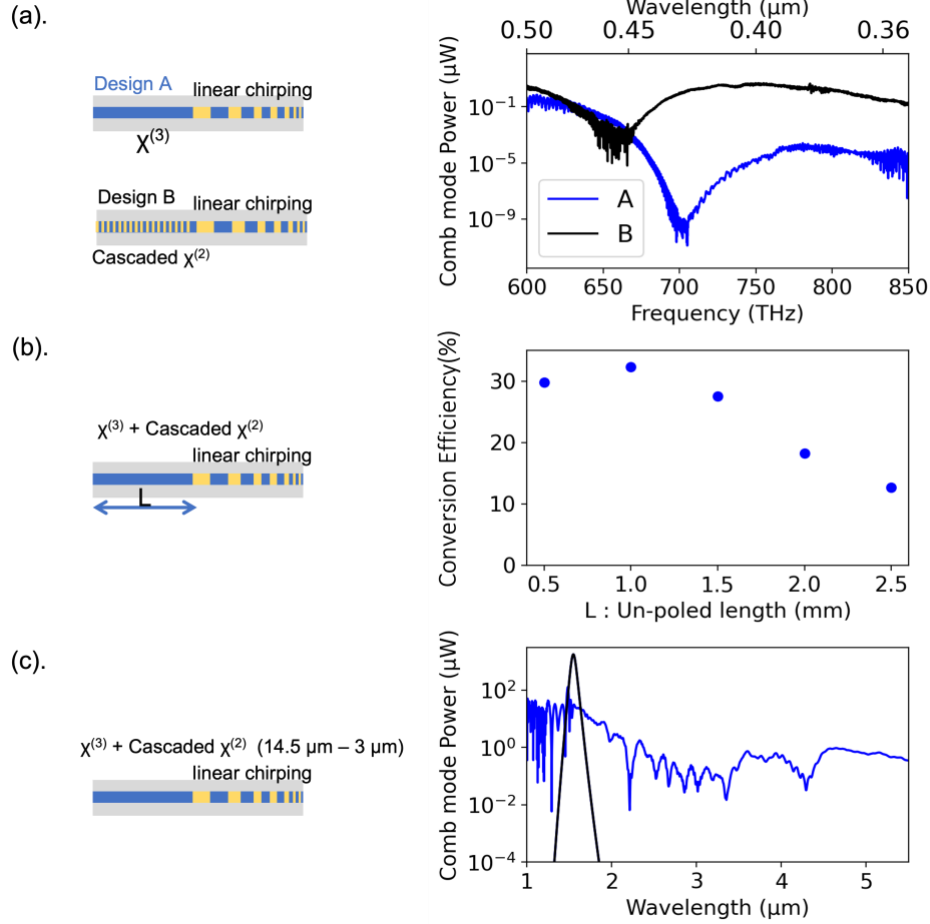 (a).
Design A
linear chirping
χ(3)
Design B
linear chirping
Cascaded χ(2)
Wavelength (μm)
0.50 0.45 0.40 0.36
Comb mode Power (μW)
10−1
10−5
10−9
A
B
600 650 700 750 800 850
Frequency (THz)
(b).
χ(3) + Cascaded χ(2)
linear chirping
L
Conversion Efficiency(%)
30
20
10
0
0.5 1.0 1.5 2.0 2.5
L : Un-poled length (mm)
(c).
χ(3) + Cascaded χ(2) (14.5 μm – 3 μm)
linear chirping
Comb mode Power (μW)
102
100
10−2
10−4
1 2 3 4 5
Wavelength (μm)